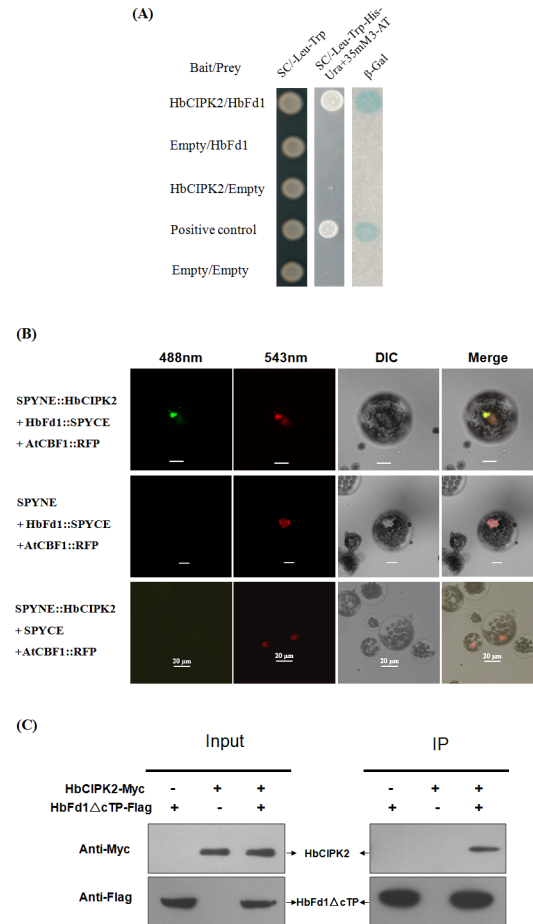 (A)
Bait/Prey
SC/-Leu-Trp
SC/-Leu-Trp-His-
Ura+35mM3-AT
β-Gal
HbCIPK2/HbFd1
Empty/HbFd1
HbCIPK2/Empty
Positive control
Empty/Empty
(B)
488nm 543nm DIC Merge
SPYNE::HbCIPK2
+ HbFd1::SPYCE
+ AtCBF1::RFP
SPYNE
+ HbFd1::SPYCE
+AtCBF1::RFP
SPYNE::HbCIPK2
+ SPYCE
+AtCBF1::RFP
20 μm 20 μm 20 μm 20 μm
(C)
Input IP
HbCIPK2-Myc - + + - + +
HbFd1△cTP-Flag + - + + - +
Anti-Myc HbCIPK2
Anti-Flag HbFd1△cTP